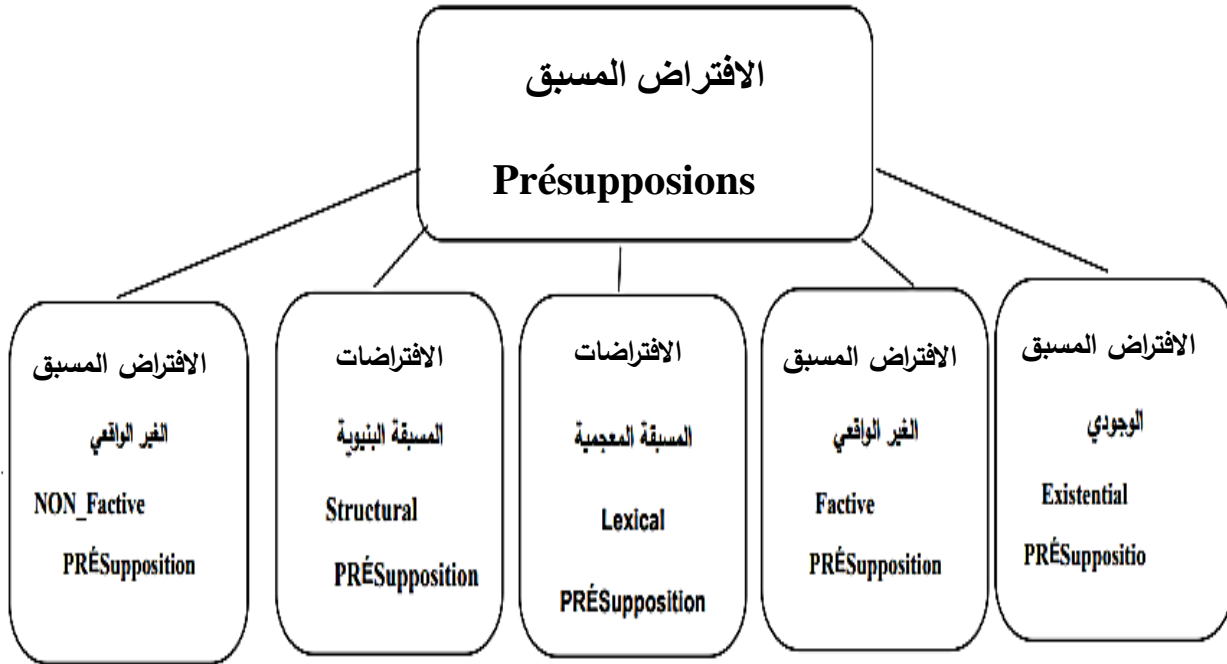 الافتراض المسبق
Présupposions
الافتراض المسبق
الوجودي
Existential
PRÉSuppositio
الافتراض المسبق
الغير الواقعي
Factive
PRÉSupposition
الافتراضات
المسبقة المعجمية
Lexical
PRÉSupposition
الافتراضات
المسبقة البنيوية
Structural
PRÉSupposition
الافتراض المسبق
الغير الواقعي
NON_Factive
PRÉSupposition